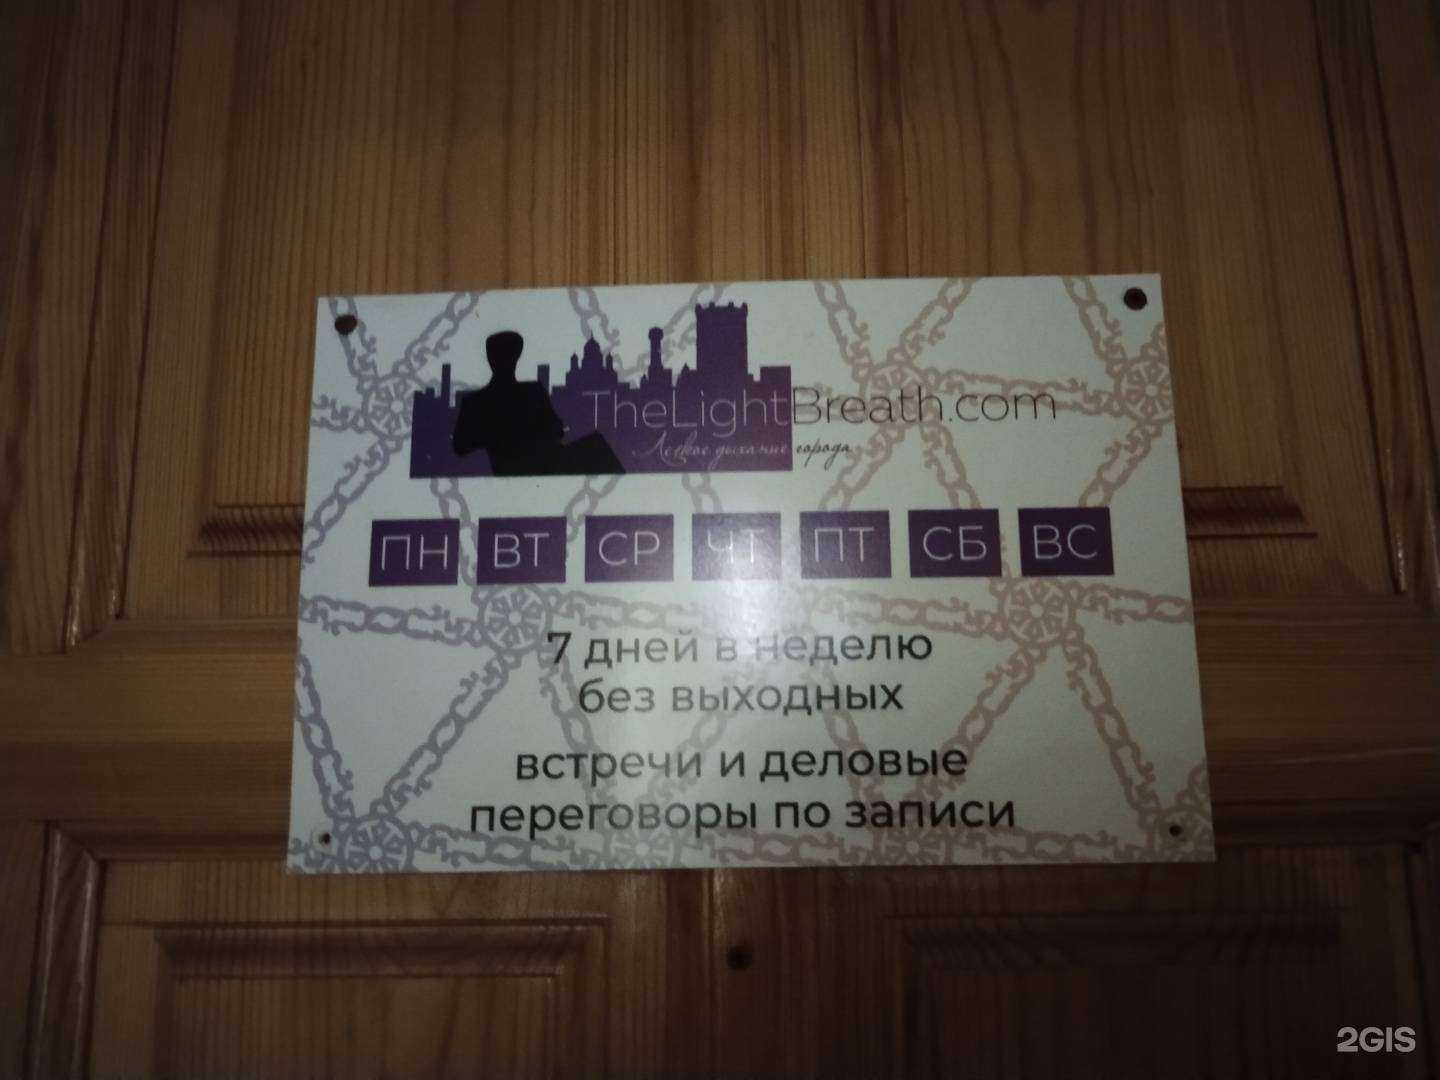 TheLightBreath.com
Легкое дыхание города
ПН ВТ СР ЧТ ПТ СБ ВС
7 дней в неделю
без выходных
встречи и деловые
переговоры по записи
2GIS